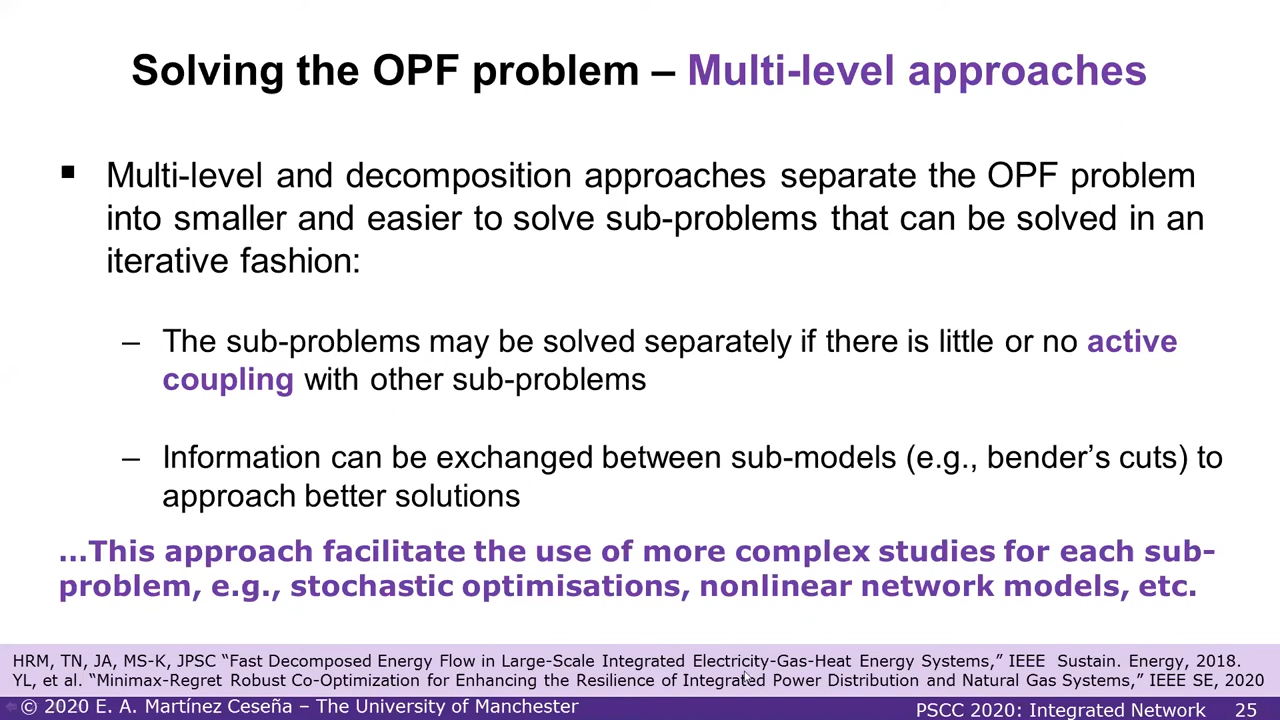 Solving the OPF problem – Multi-level approaches
▪ Multi-level and decomposition approaches separate the OPF problem
into smaller and easier to solve sub-problems that can be solved in an
iterative fashion:
– The sub-problems may be solved separately if there is little or no active
coupling with other sub-problems
– Information can be exchanged between sub-models (e.g., bender’s cuts) to
approach better solutions
…This approach facilitate the use of more complex studies for each sub-
problem, e.g., stochastic optimisations, nonlinear network models, etc.
HRM, TN, JA, MS-K, JPSC “Fast Decomposed Energy Flow in Large-Scale Integrated Electricity-Gas-Heat Energy Systems,” IEEE Sustain. Energy, 2018.
YL, et al. “Minimax-Regret Robust Co-Optimization for Enhancing the Resilience of Integrated Power Distribution and Natural Gas Systems,” IEEE SE, 2020
© 2020 E. A. Martínez Ceseña – The University of Manchester
PSCC 2020: Integrated Network 25